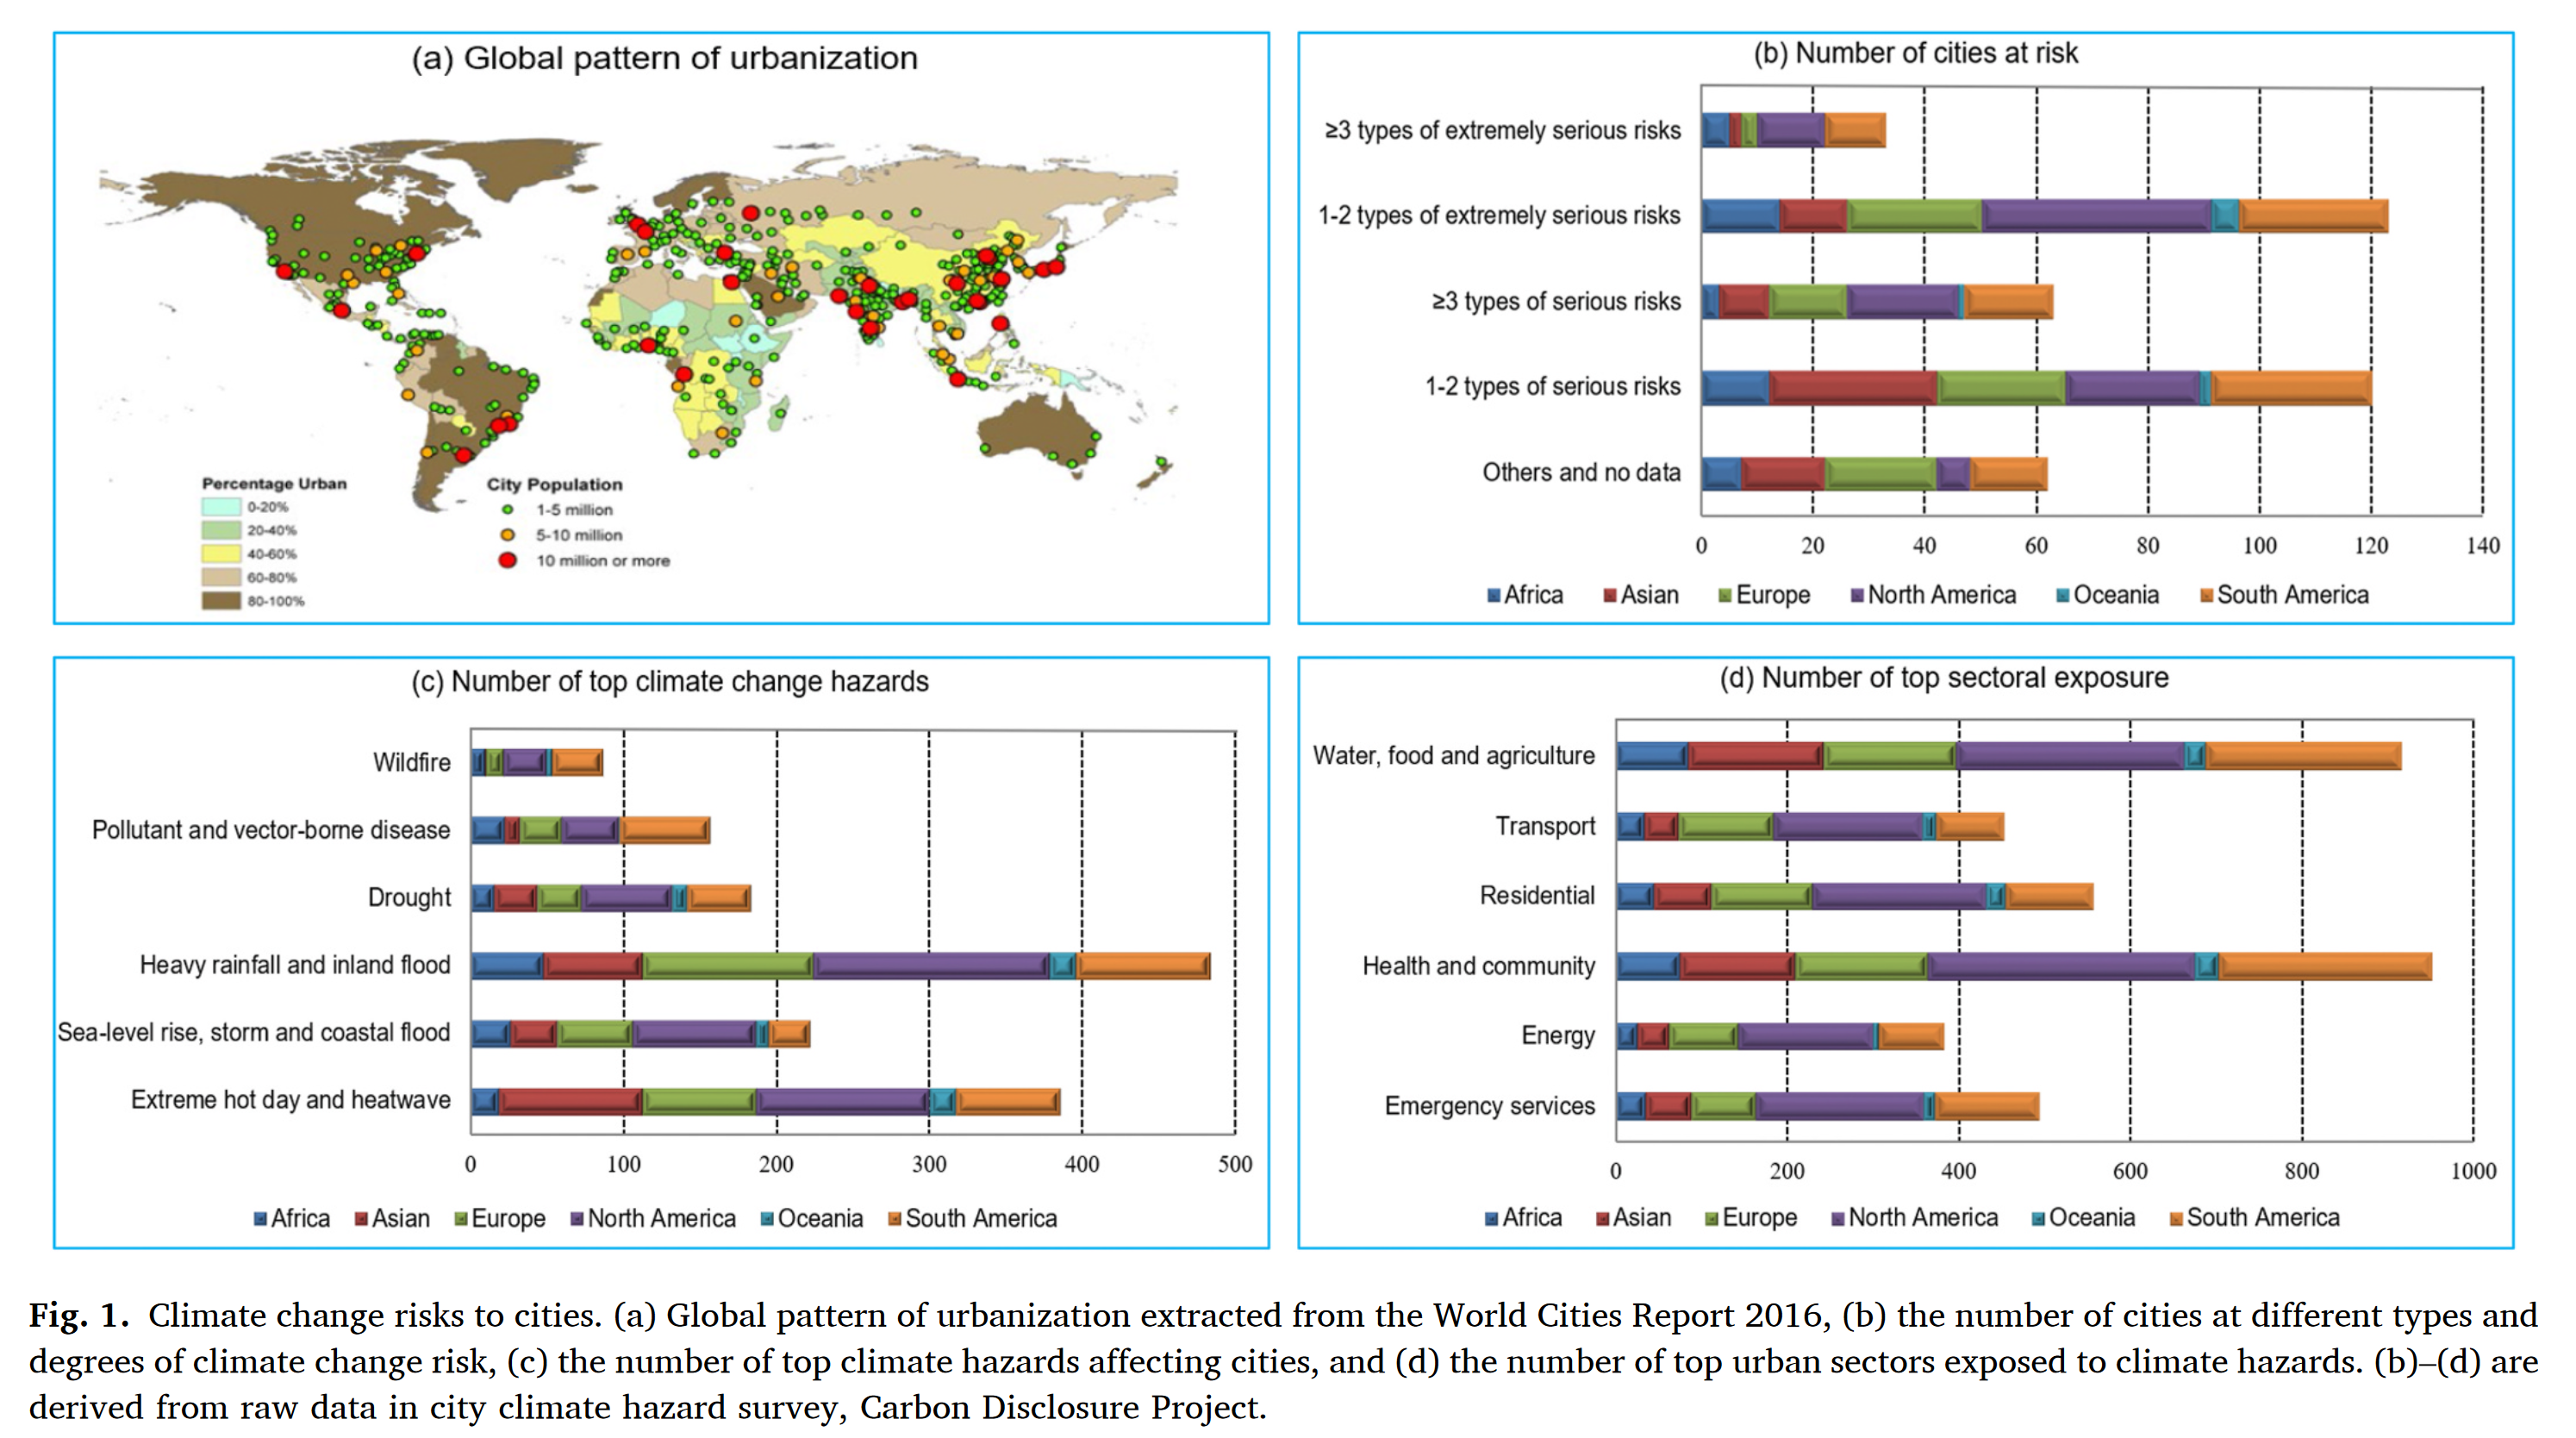 (a) Global pattern of urbanization
Percentage Urban
0-20%
20-40%
40-60%
60-80%
80-100%
City Population
1-5 million
5-10 million
10 million or more
(b) Number of cities at risk
≥3 types of extremely serious risks
1-2 types of extremely serious risks
≥3 types of serious risks
1-2 types of serious risks
Others and no data
0 20 40 60 80 100 120 140
Africa Asian Europe North America Oceania South America
(c) Number of top climate change hazards
Wildfire
Pollutant and vector-borne disease
Drought
Heavy rainfall and inland flood
Sea-level rise, storm and coastal flood
Extreme hot day and heatwave
0 100 200 300 400 500
Africa Asian Europe North America Oceania South America
(d) Number of top sectoral exposure
Water, food and agriculture
Transport
Residential
Health and community
Energy
Emergency services
0 200 400 600 800 1000
Africa Asian Europe North America Oceania South America
Fig. 1. Climate change risks to cities. (a) Global pattern of urbanization extracted from the World Cities Report 2016, (b) the number of cities at different types and
degrees of climate change risk, (c) the number of top climate hazards affecting cities, and (d) the number of top urban sectors exposed to climate hazards. (b)–(d) are
derived from raw data in city climate hazard survey, Carbon Disclosure Project.